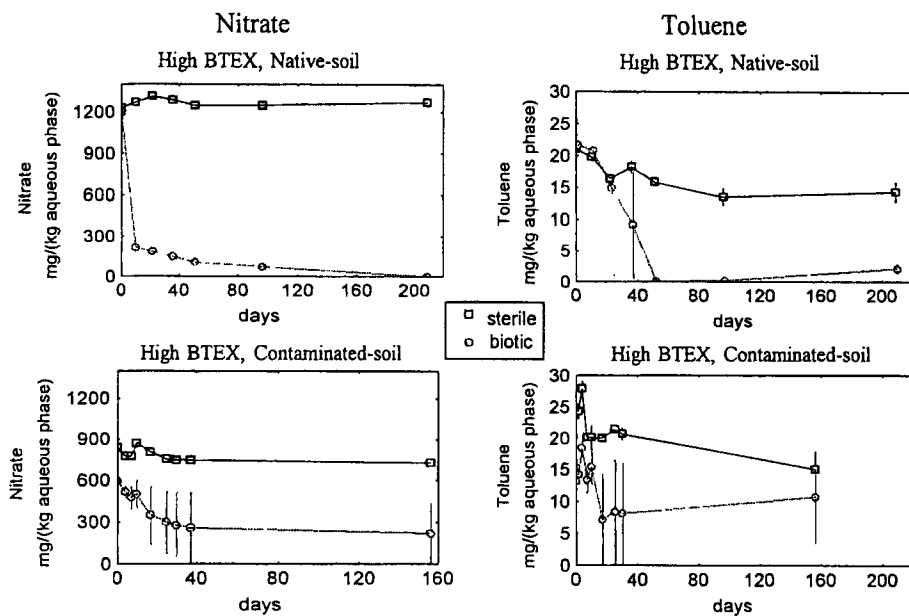 Nitrate
Toluene
High BTEX, Native-soil
High BTEX, Native-soil
Nitrate
mg/(kg aqueous phase)
1200
900
600
300
0
0 40 80 120 160 200
days
Toluene
mg/(kg aqueous phase)
30
25
20
15
10
5
0
0 40 80 120 160 200
days
sterile
biotic
High BTEX, Contaminated-soil
High BTEX, Contaminated-soil
Nitrate
mg/(kg aqueous phase)
1200
900
600
300
0
0 40 80 120 160
days
Toluene
mg/(kg aqueous phase)
30
25
20
15
10
5
0
0 40 80 120 160 200
days